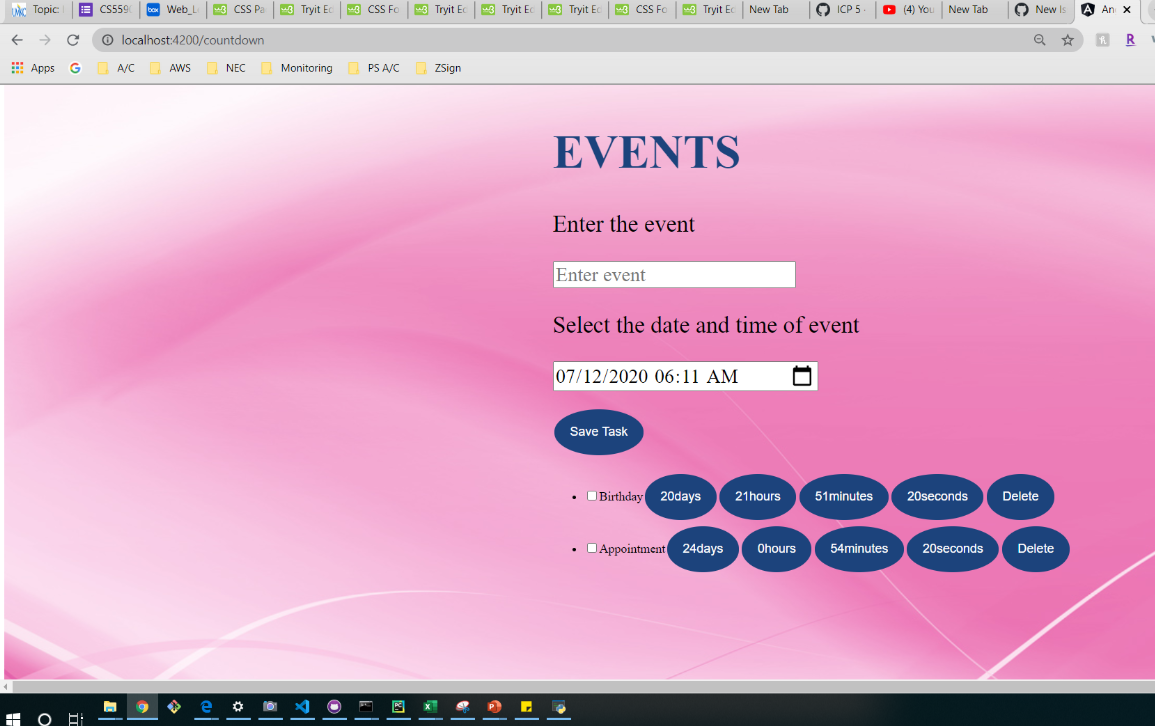 Topic:
CS559
Web_Le
CSS Pa
Tryit Ed
CSS Fo
Tryit Ed
Tryit Ed
Tryit Ed
CSS Fo
Tryit Ed
New Tab
ICP 5
(4) You
New Tab
New Is
An
localhost:4200/countdown
Apps
A/C
AWS
NEC
Monitoring
PS A/C
ZSign
EVENTS
Enter the event
Enter event
Select the date and time of event
07/12/2020 06:11 AM
Save Task
Birthday 20days 21hours 51minutes 20seconds Delete
Appointment 24days 0hours 54minutes 20seconds Delete